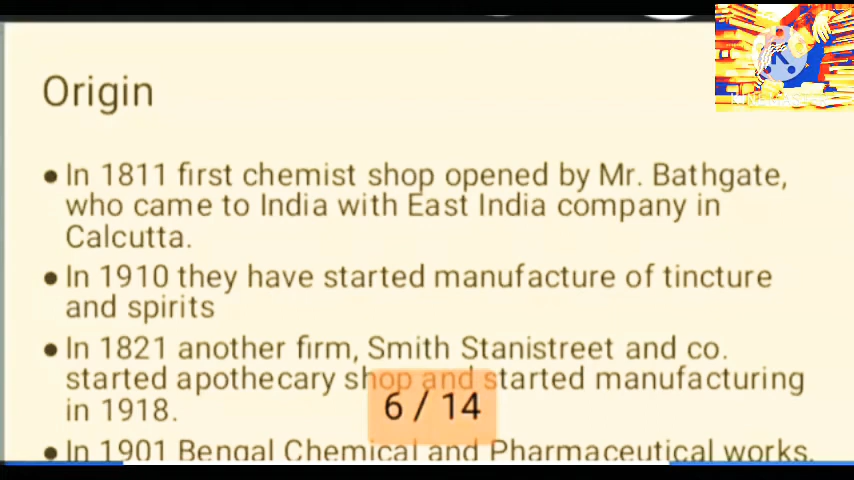 Origin
• In 1811 first chemist shop opened by Mr. Bathgate,
who came to India with East India company in
Calcutta.
• In 1910 they have started manufacture of tincture
and spirits
• In 1821 another firm, Smith Stanistreet and co.
started apothecary shop and started manufacturing
in 1918.
6 / 14
• In 1901 Bengal Chemical and Pharmaceutical works,